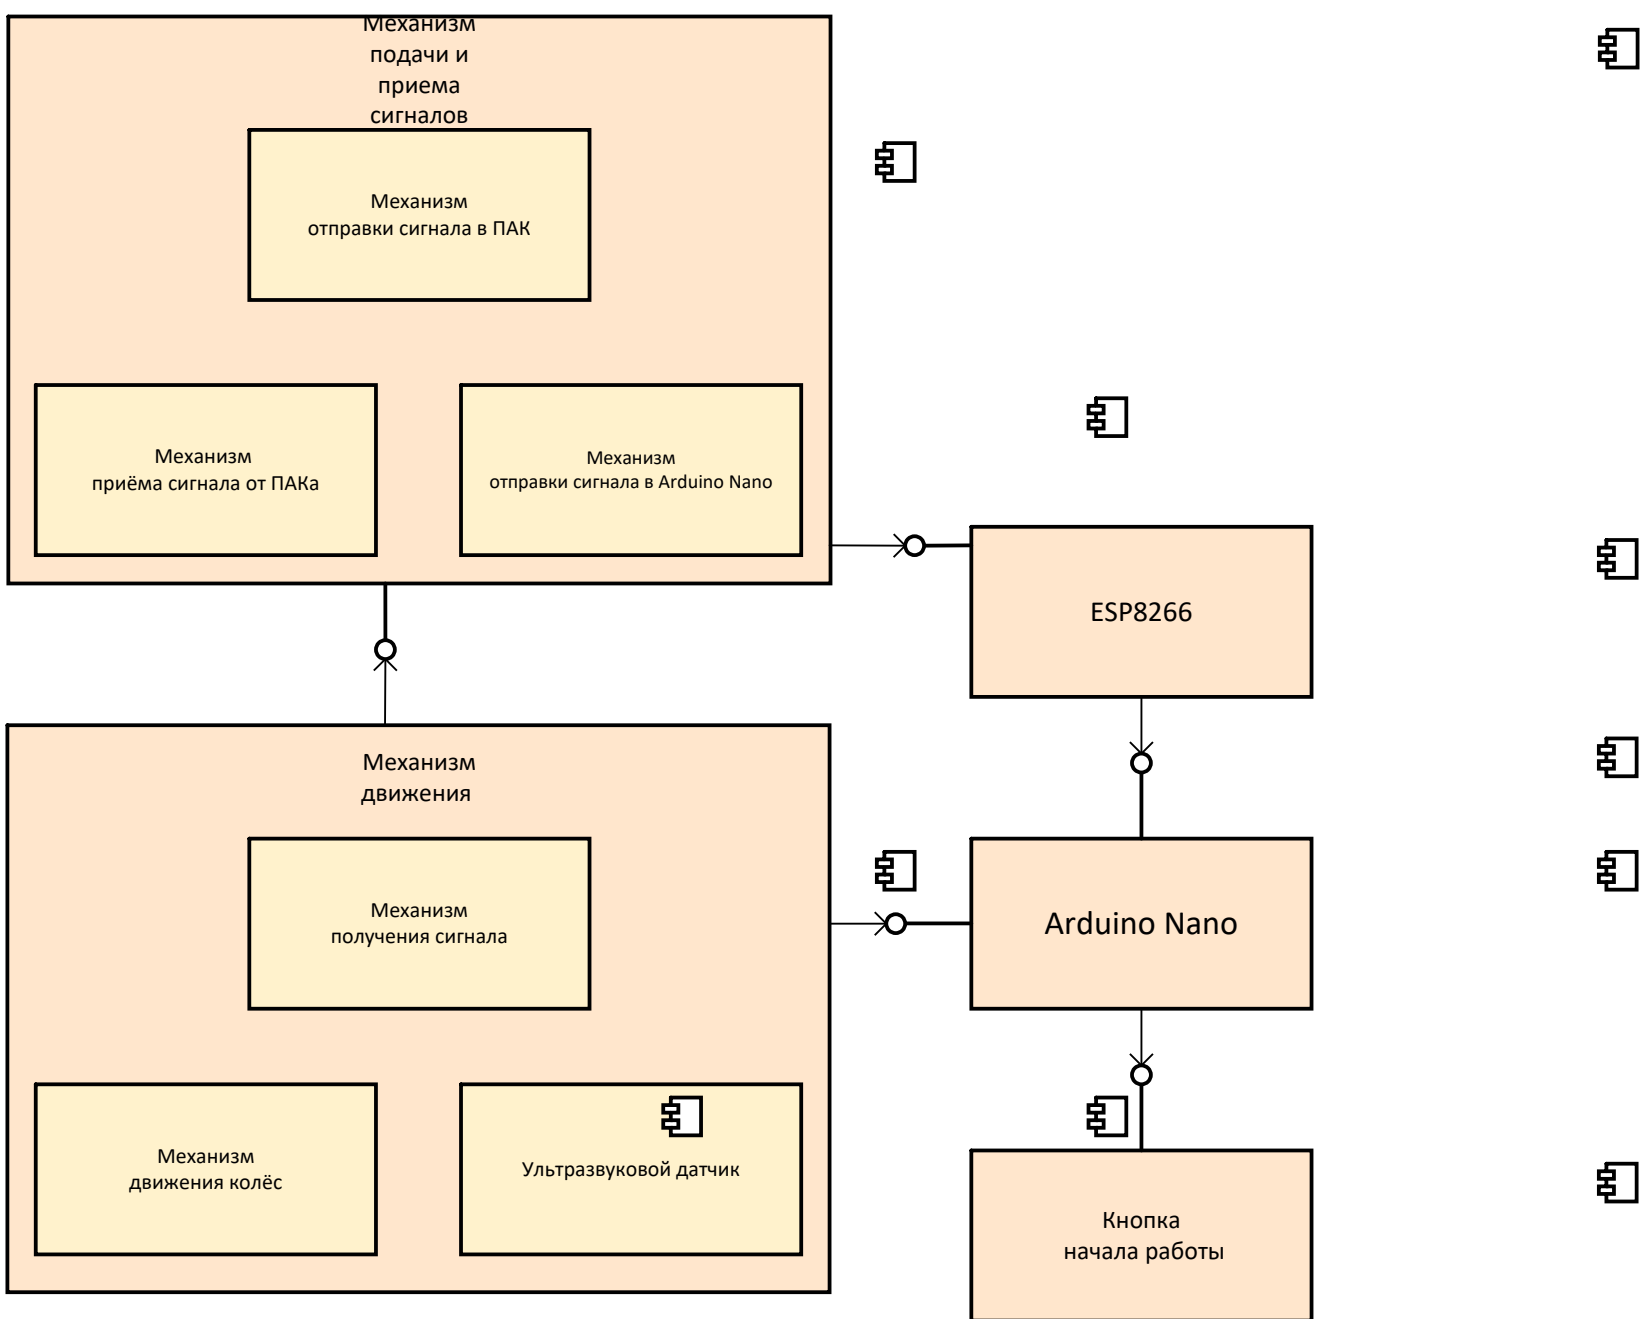 Механизм
подачи и
приема
сигналов
Механизм
отправки сигнала в ПАК
Механизм
приёма сигнала от ПАКа
Механизм
отправки сигнала в Arduino Nano
ESP8266
Механизм
движения
Механизм
получения сигнала
Arduino Nano
Механизм
движения колёс
Ультразвуковой датчик
Кнопка
начала работы